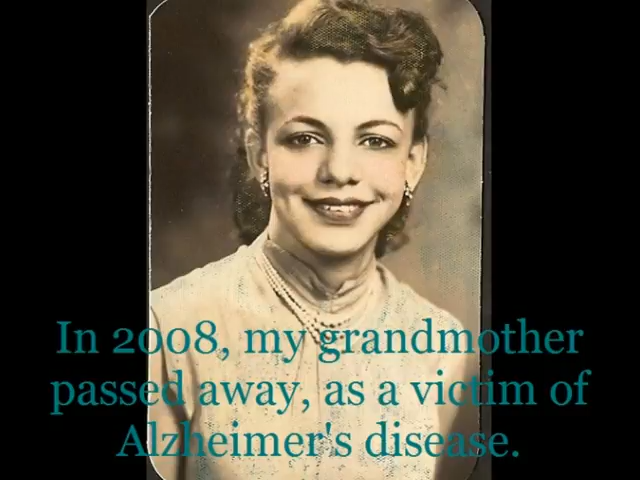 In 2008, my grandmother
passed away, as a victim of
Alzheimer's disease.